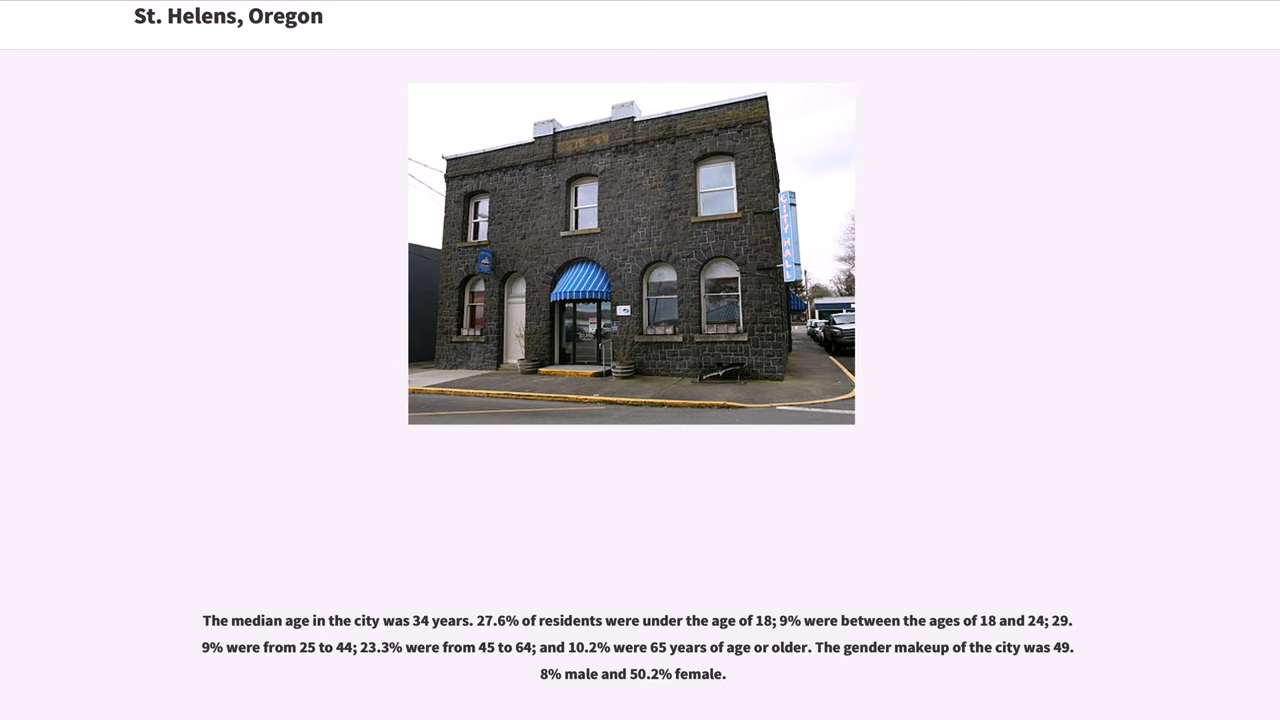 St. Helens, Oregon
CITY HALL
The median age in the city was 34 years. 27.6% of residents were under the age of 18; 9% were between the ages of 18 and 24; 29.
9% were from 25 to 44; 23.3% were from 45 to 64; and 10.2% were 65 years of age or older. The gender makeup of the city was 49.
8% male and 50.2% female.